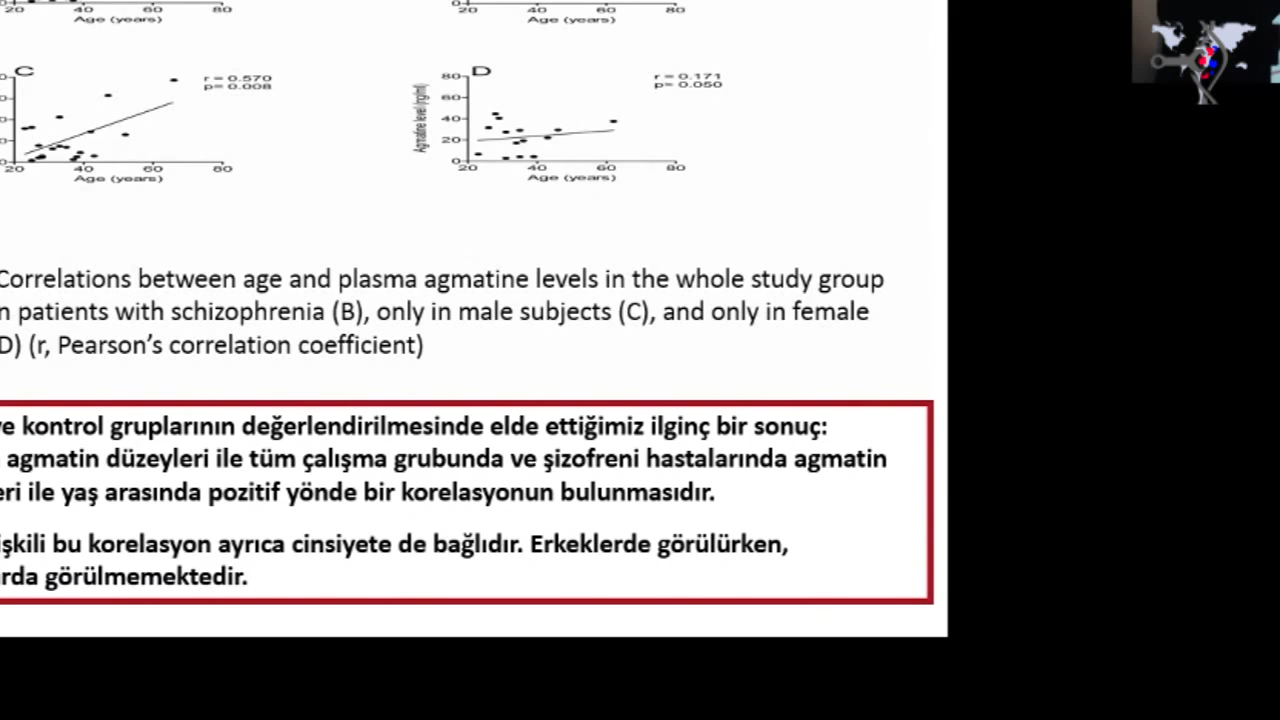 20 40 60 80
Age (years)
0
20 40 60 80
Age (years)
C
r = 0.570
p= 0.008
20 40 60 80
Age (years)
D
r = 0.171
p= 0.050
Agmatine level (ng/ml)
80
60
40
20
0
20 40 60 80
Age (years)
Correlations between age and plasma agmatine levels in the whole study group
n patients with schizophrenia (B), only in male subjects (C), and only in female
D) (r, Pearson’s correlation coefficient)
ve kontrol gruplarının değerlendirilmesinde elde ettiğimiz ilginç bir sonuç:
agmatin düzeyleri ile tüm çalışma grubunda ve şizofreni hastalarında agmatin
eri ile yaş arasında pozitif yönde bir korelasyonun bulunmasıdır.
işkili bu korelasyon ayrıca cinsiyete de bağlıdır. Erkeklerde görülürken,
rda görülmemektedir.